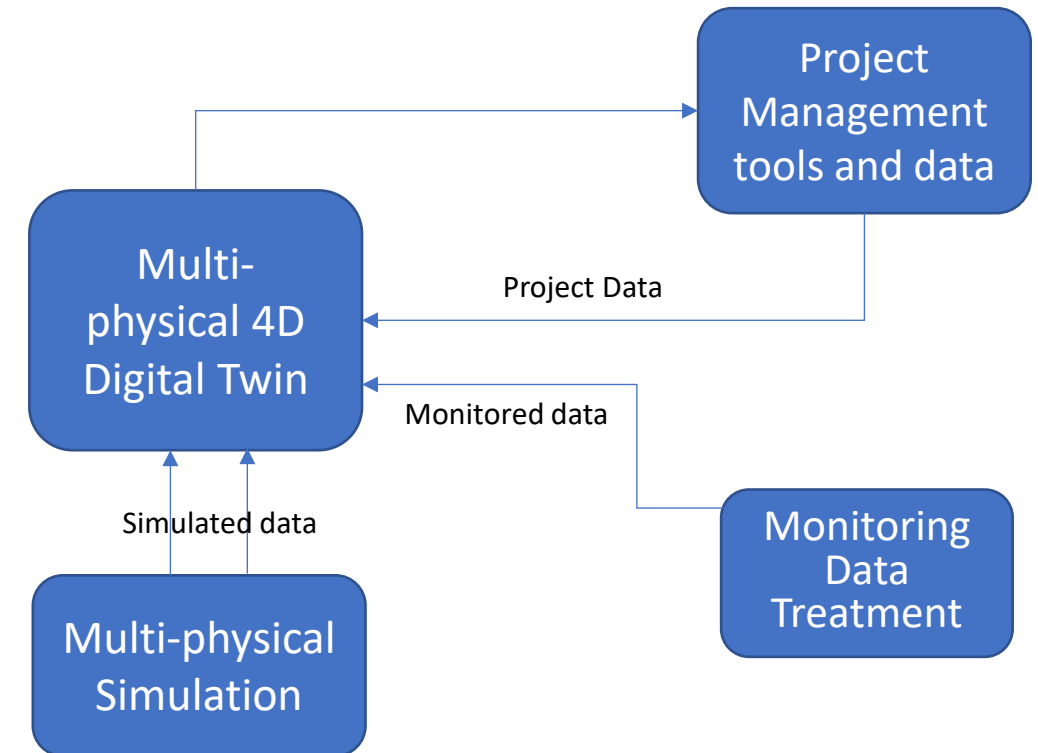 Project
Management
tools and data
Multi-
physical 4D
Digital Twin
Project Data
Monitored data
Simulated data
Monitoring
Data
Treatment
Multi-physical
Simulation